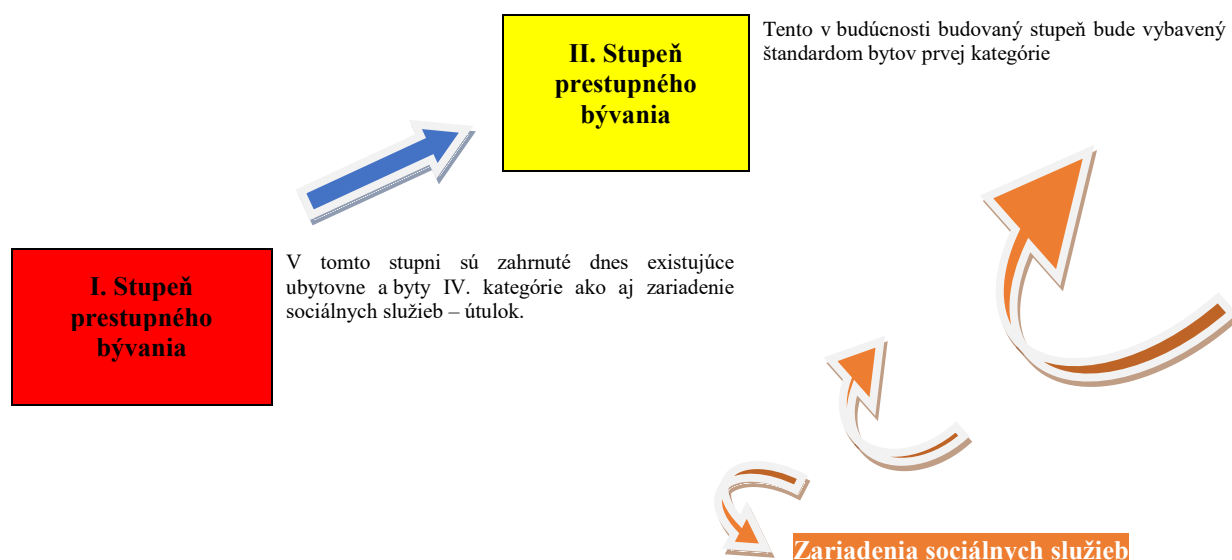 II. Stupeň
prestupného
bývania
Tento v budúcnosti budovaný stupeň bude vybavený
štandardom bytov prvej kategórie
I. Stupeň
prestupného
bývania
V tomto stupni sú zahrnuté dnes existujúce
ubytovne a byty IV. kategórie ako aj zariadenie
sociálnych služieb – útulok.
Zariadenia sociálnych služieb